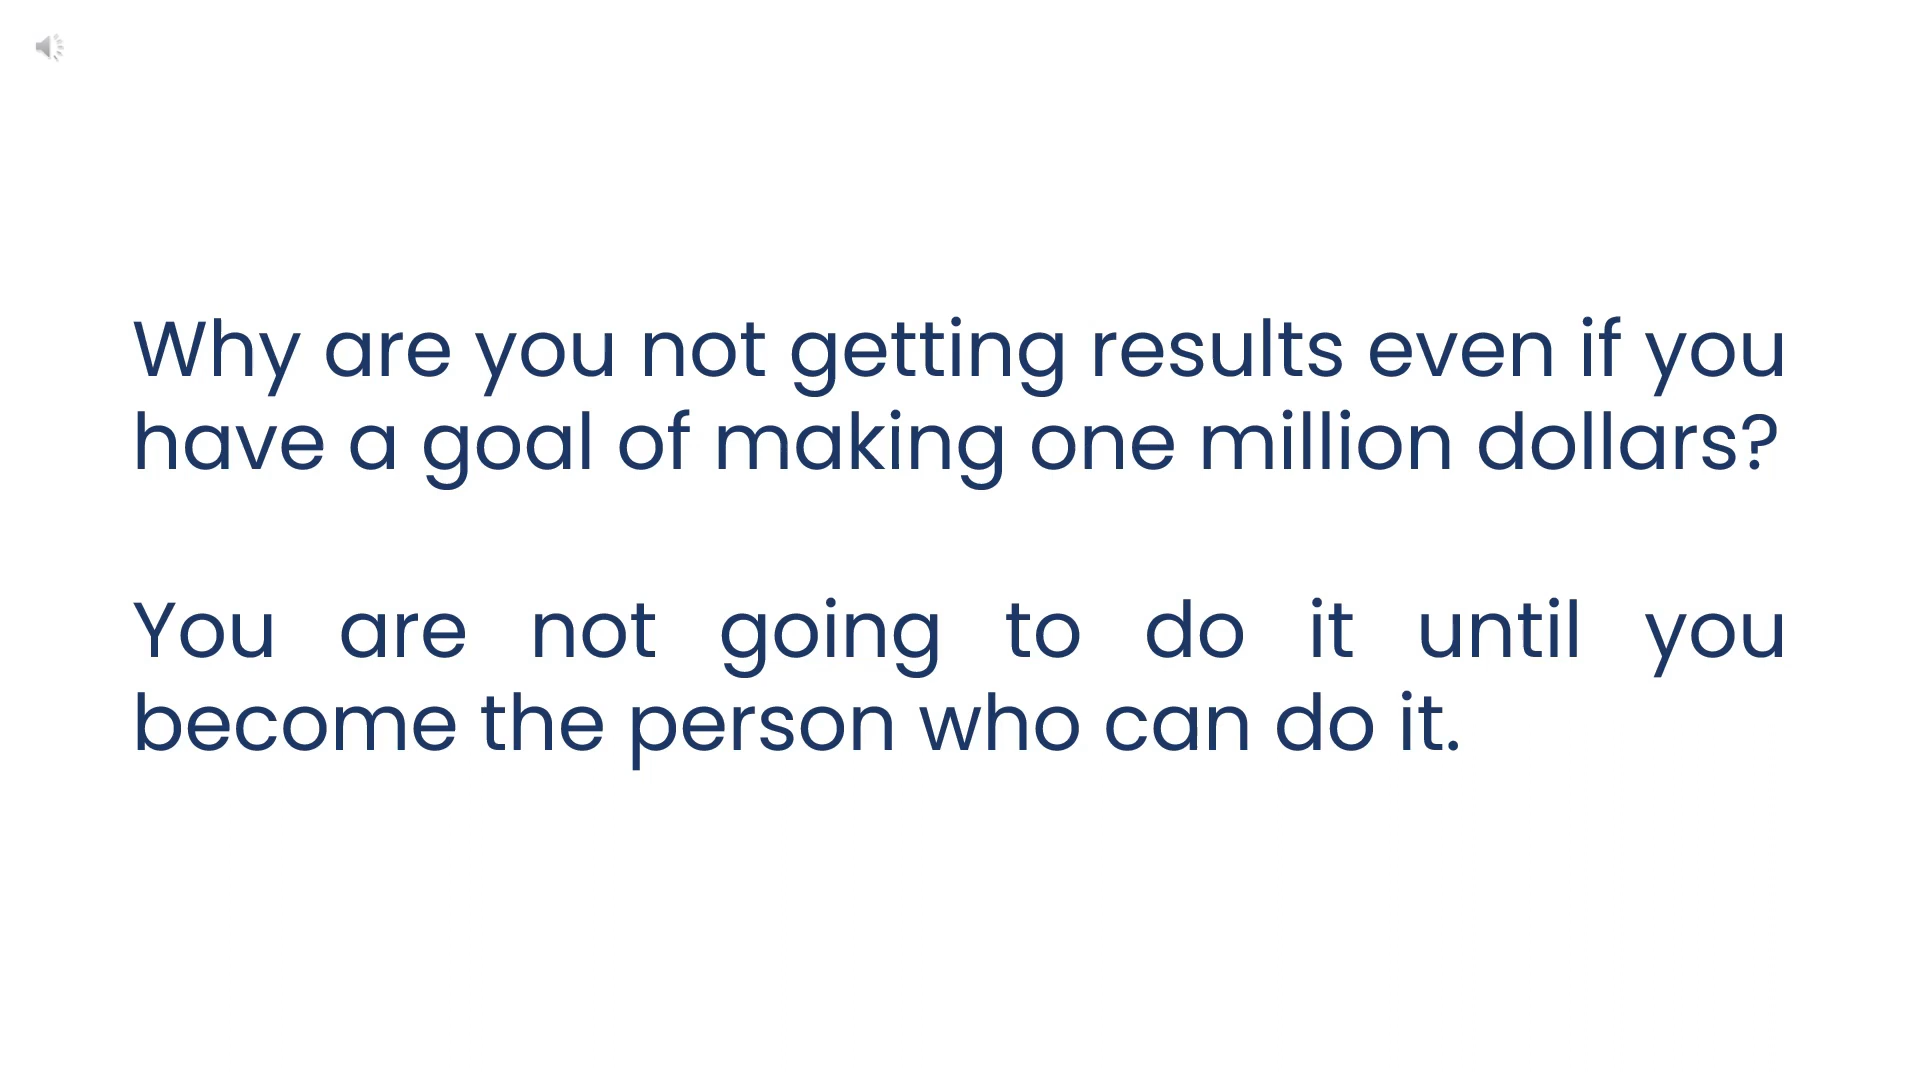 Why are you not getting results even if you
have a goal of making one million dollars?
You are not going to do it until you
become the person who can do it.